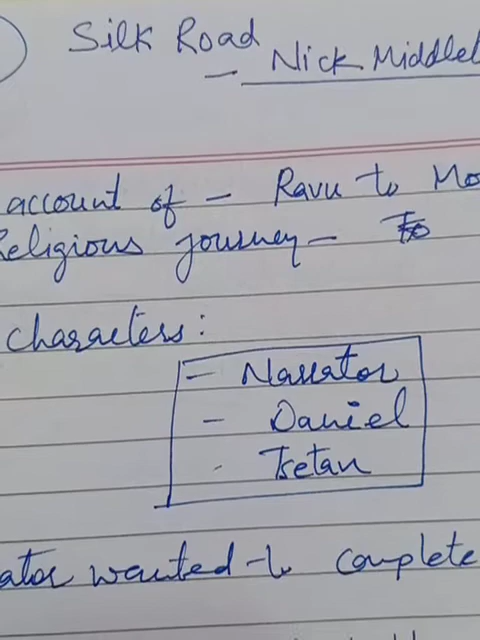 Silk Road
— Nick Middlet
account of - Ravu to Mo
Religious journey - To
characters:
- Narrator
- Daniel
- Tsetan
ator wanted to complete